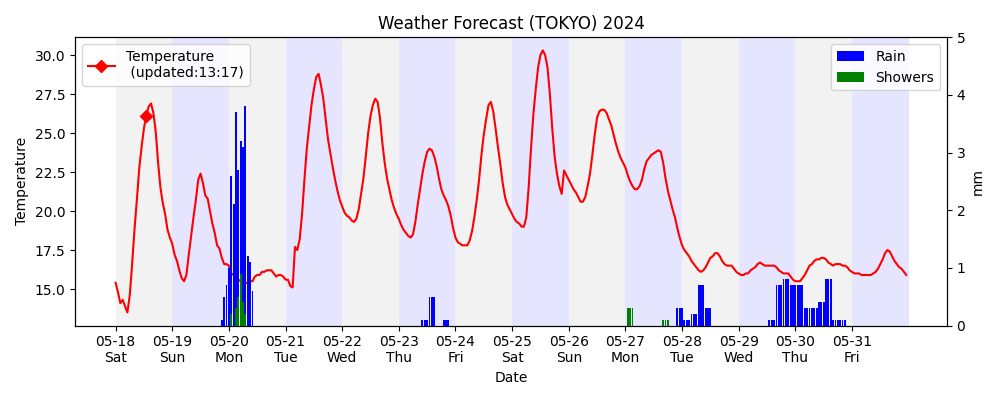 Weather Forecast (TOKYO) 2024
Temperature
(updated:13:17)
Rain
Showers
30.0
27.5
25.0
22.5
20.0
17.5
15.0
Temperature
5
4
3
2
1
0
mm
05-18 05-19 05-20 05-21 05-22 05-23 05-24 05-25 05-26 05-27 05-28 05-29 05-30 05-31
Sat Sun Mon Tue Wed Thu Fri Sat Sun Mon Tue Wed Thu Fri
Date